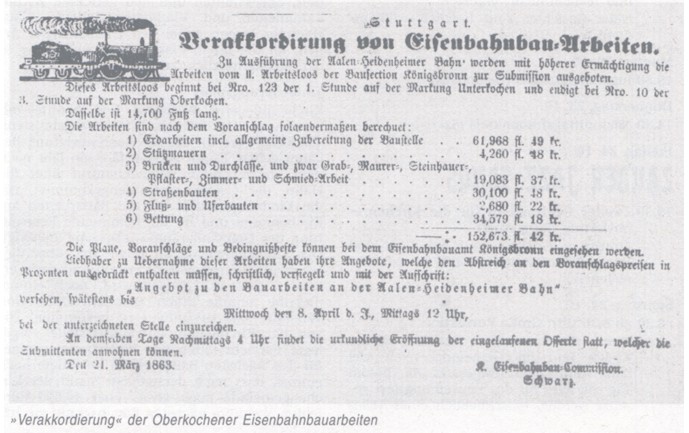 Stuttgart.
Verakkordirung von Eisenbahnbau-Arbeiten.
Zu Ausführung der Aalen-Heidenheimer Bahn werden mit höherer Ermächtigung die
Arbeiten vom II. Arbeitsloos der Bausection Königsbronn zur Submission ausgeboten.
Dieses Arbeitsloos beginnt bei Nro. 123 der 1. Stunde auf der Markung Unterkochen und endigt bei Nro. 10 der
3. Stunde auf der Markung Oberkochen.
Dasselbe ist 14,700 Fuß lang.
Die Arbeiten sind nach dem Voranschlag folgendermaßen berechnet:
1) Erdarbeiten incl. allgemeine Zubereitung der Baustelle . . . 61,968 fl. 49 kr.
2) Stützmauern . . . 4,260 fl. 48 kr.
3) Brücken und Durchlässe, und zwar Grab-, Maurer-, Steinhauer-,
Pflaster-, Zimmer- und Schmied-Arbeit . . . 19,083 fl. 37 kr.
4) Straßenbauten . . . 30,100 fl. 48 kr.
5) Fluß- und Uferbauten . . . 2,680 fl. 22 kr.
6) Bettung . . . 34,579 fl. 18 kr.
152,673 fl. 42 kr.
Die Plane, Voranschläge und Bedingnißhefte können bei dem Eisenbahnbauamt Königsbronn eingesehen werden.
Liebhaber zu Uebernahme dieser Arbeiten haben ihre Angebote, welche den Abstreich an den Voranschlagspreisen in
Prozenten ausgedrückt enthalten müssen, schriftlich, versiegelt und mit der Aufschrift:
„Angebot zu den Bauarbeiten an der Aalen-Heidenheimer Bahn“
versehen, spätestens bis
Mittwoch den 8. April d. J., Mittags 12 Uhr,
bei der unterzeichneten Stelle einzureichen.
An demselben Tage Nachmittags 4 Uhr findet die urkundliche Eröffnung der eingelaufenen Offerte statt, welcher die
Submittenten anwohnen können.
Den 21. März 1863.
K. Eisenbahnbau-Commission.
Schwarz.
»Verakkordierung« der Oberkochener Eisenbahnbauarbeiten